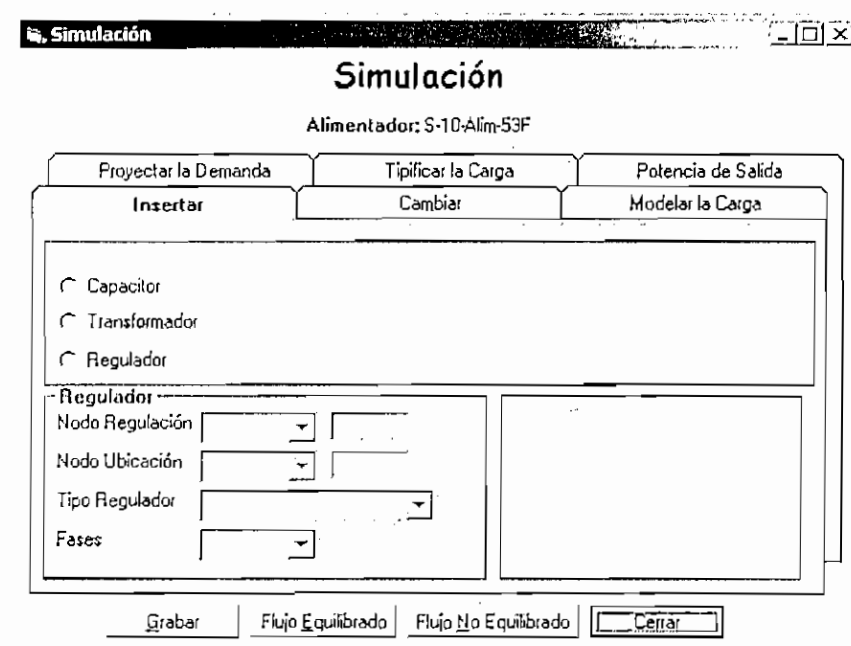 Simulación
Simulación
Alimentador: S-10-Alim-53F
Proyectar la Demanda Tipificar la Carga Potencia de Salida
Insertar Cambiar Modelar la Carga
Capacitor
Transformador
Regulador
Regulador
Nodo Regulación
Nodo Ubicación
Tipo Regulador
Fases
Grabar Flujo Equilibrado Flujo No Equilibrado Cerrar